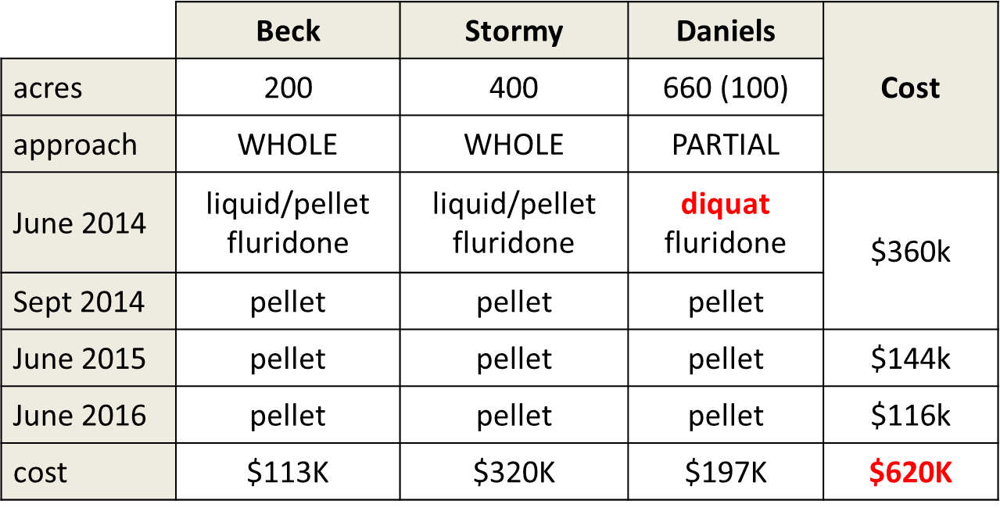 Beck Stormy Daniels Cost
acres 200 400 660 (100)
approach WHOLE WHOLE PARTIAL
June 2014 liquid/pellet fluridone liquid/pellet fluridone diquat fluridone $360k
Sept 2014 pellet pellet pellet
June 2015 pellet pellet pellet $144k
June 2016 pellet pellet pellet $116k
cost $113K $320K $197K $620K